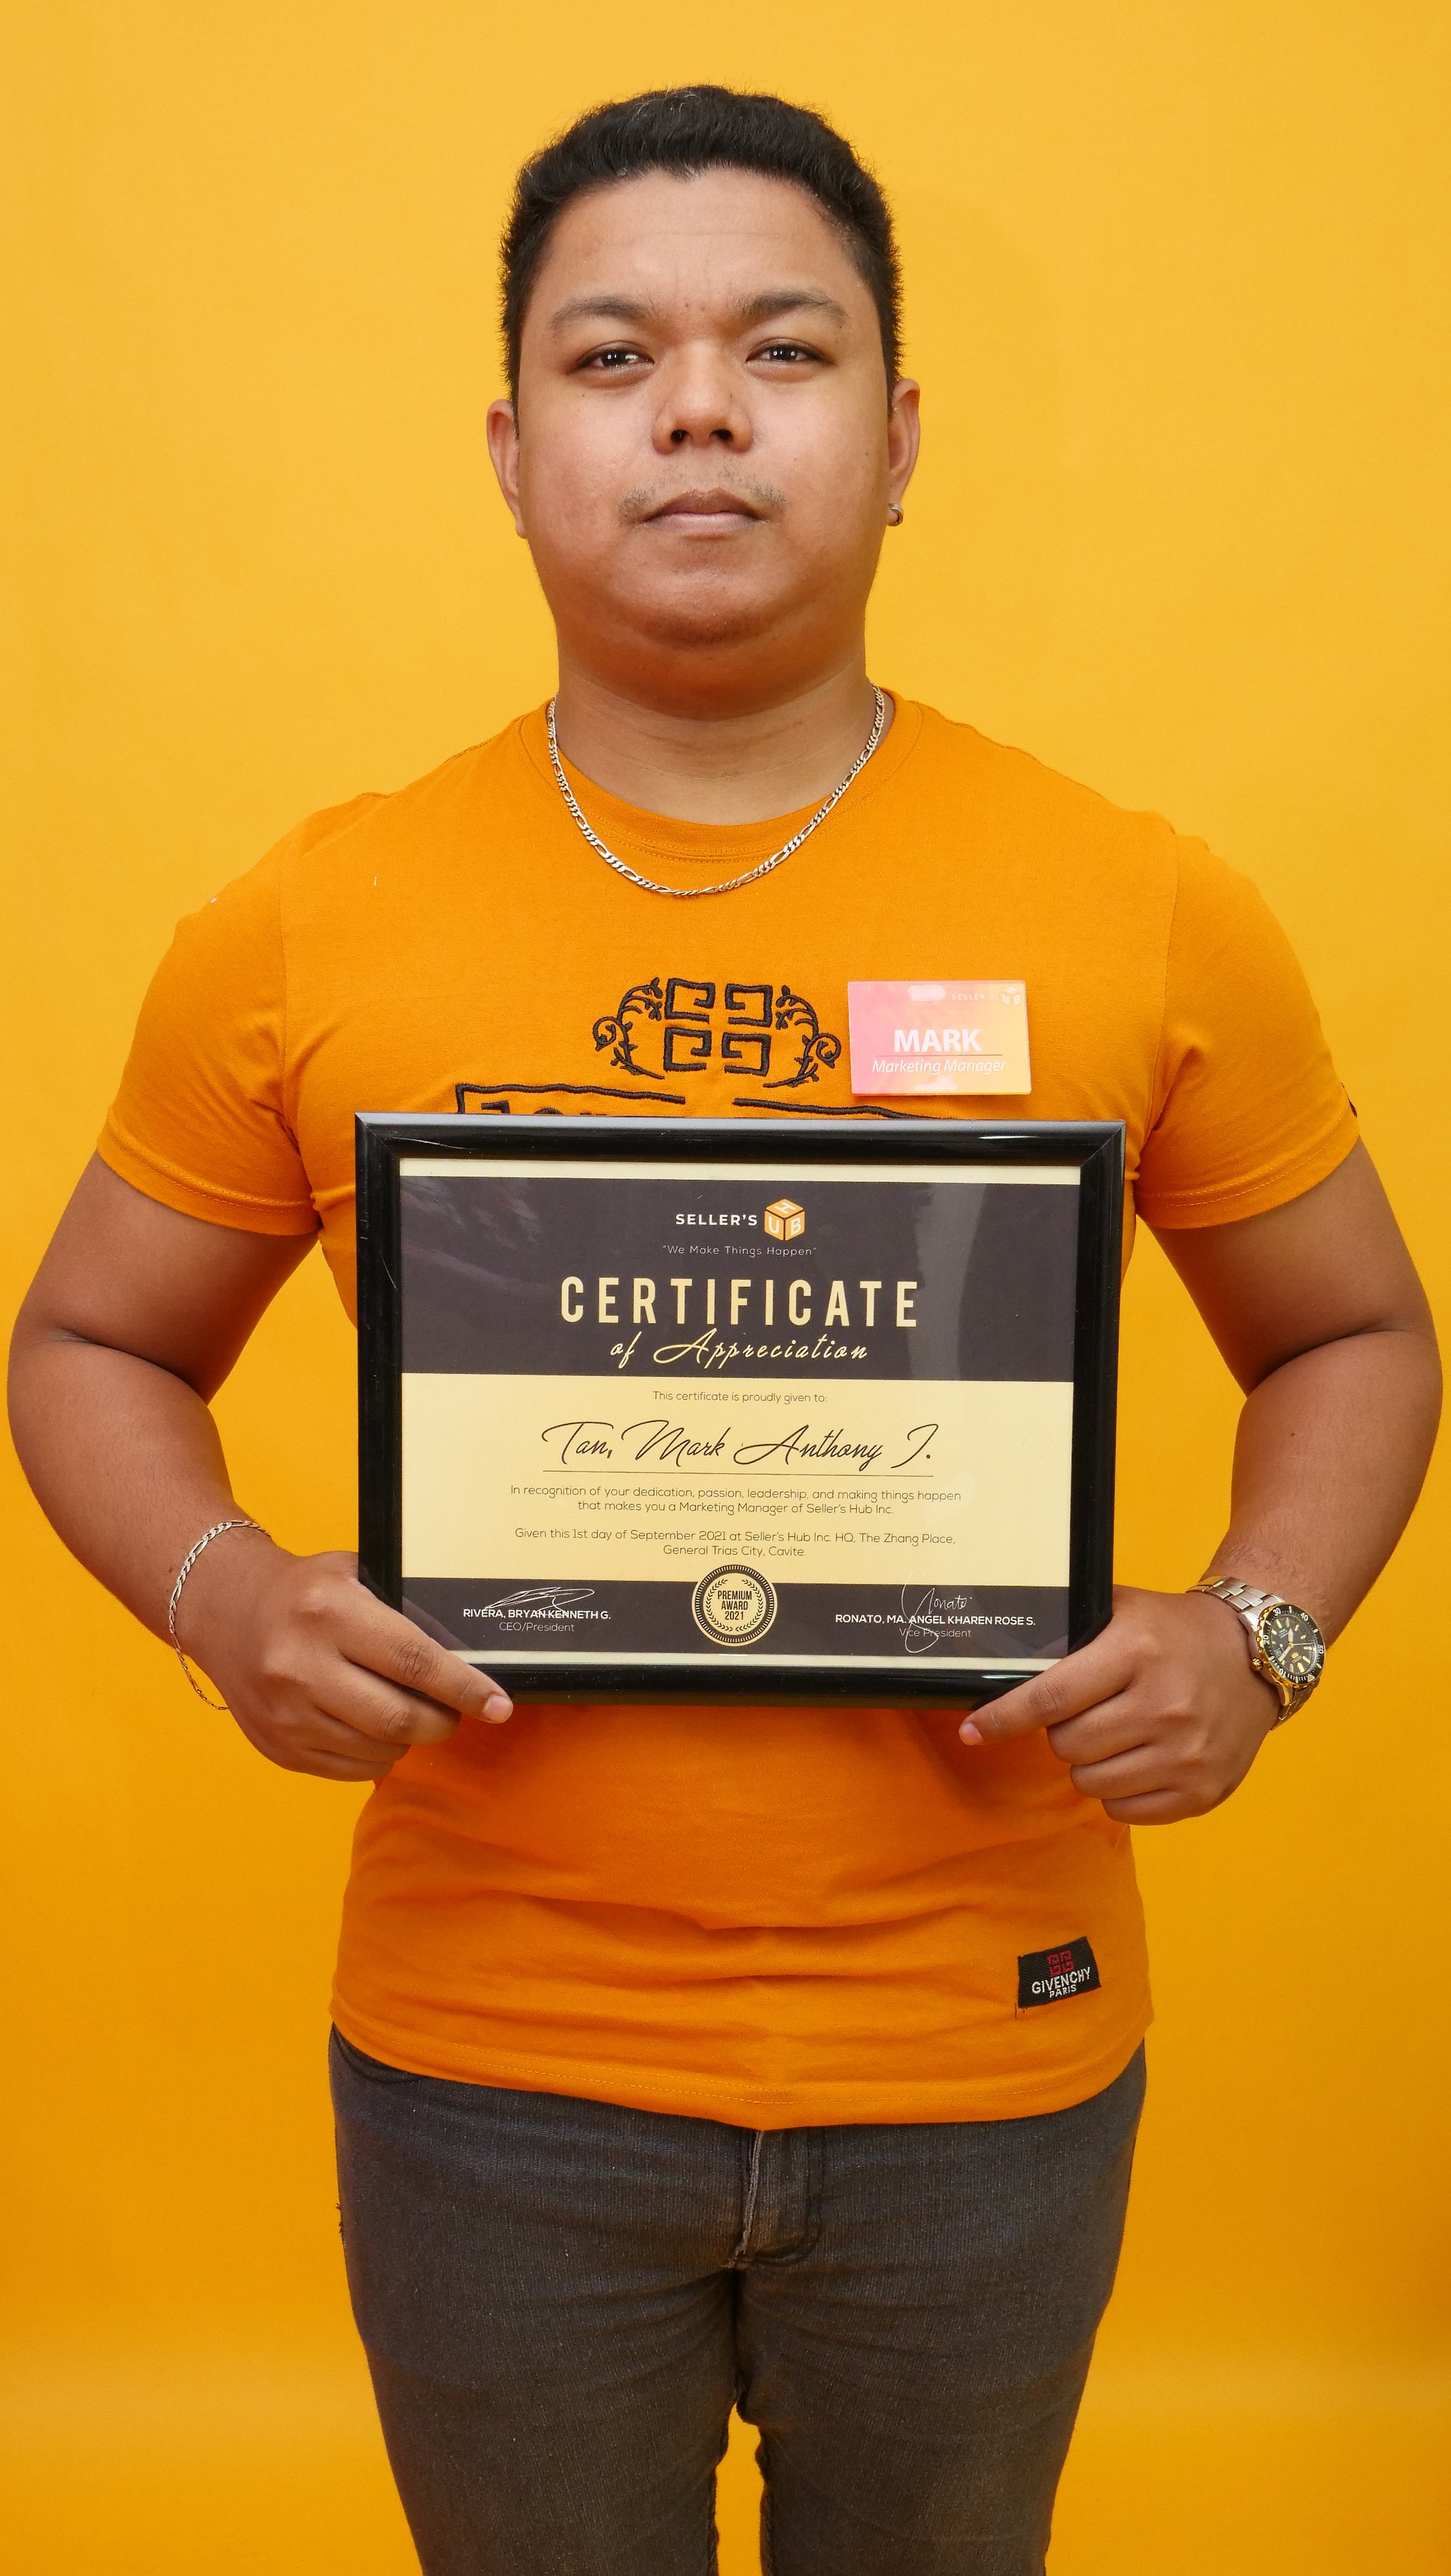 SELLER'S HUB
MARK
Marketing Manager
SELLER'S HUB
"We Make Things Happen"
CERTIFICATE
of Appreciation
This certificate is proudly given to:
Tan, Mark Anthony J.
In recognition of your dedication, passion, leadership, and making things happen
that makes you a Marketing Manager of Seller's Hub Inc.
Given this 1st day of September 2021 at Seller's Hub Inc. HQ, The Zhang Place,
General Trias City, Cavite.
RIVERA, BRYAN KENNETH G.
CEO/President
PREMIUM
AWARD
2021
Ronato
RONATO, MA. ANGEL KHAREN ROSE S.
Vice President
GIVENCHY
PARIS